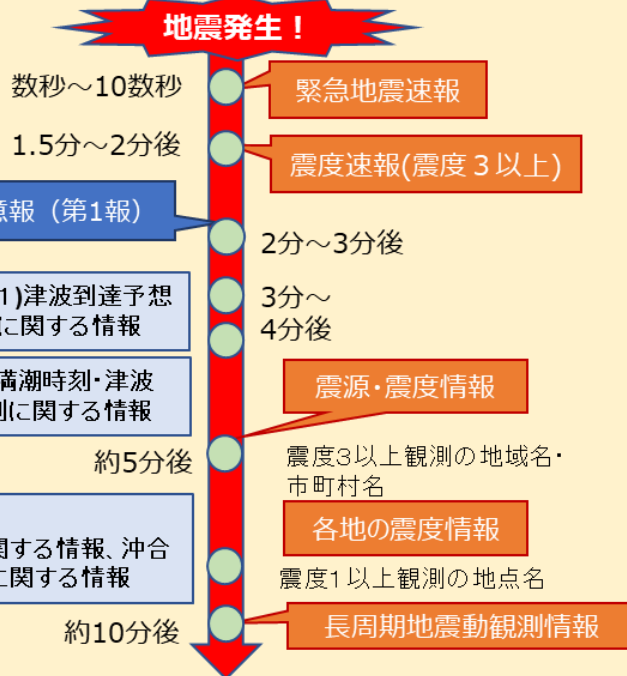 地震発生！
数秒～10数秒
緊急地震速報
1.5分～2分後
震度速報(震度３以上)
報（第1報）
2分～3分後
1)津波到達予想
に関する情報
3分～
4分後
満潮時刻・津波
に関する情報
震源・震度情報
約5分後
震度3以上観測の地域名・
市町村名
各地の震度情報
する情報、沖合
に関する情報
震度1以上観測の地点名
約10分後
長周期地震動観測情報